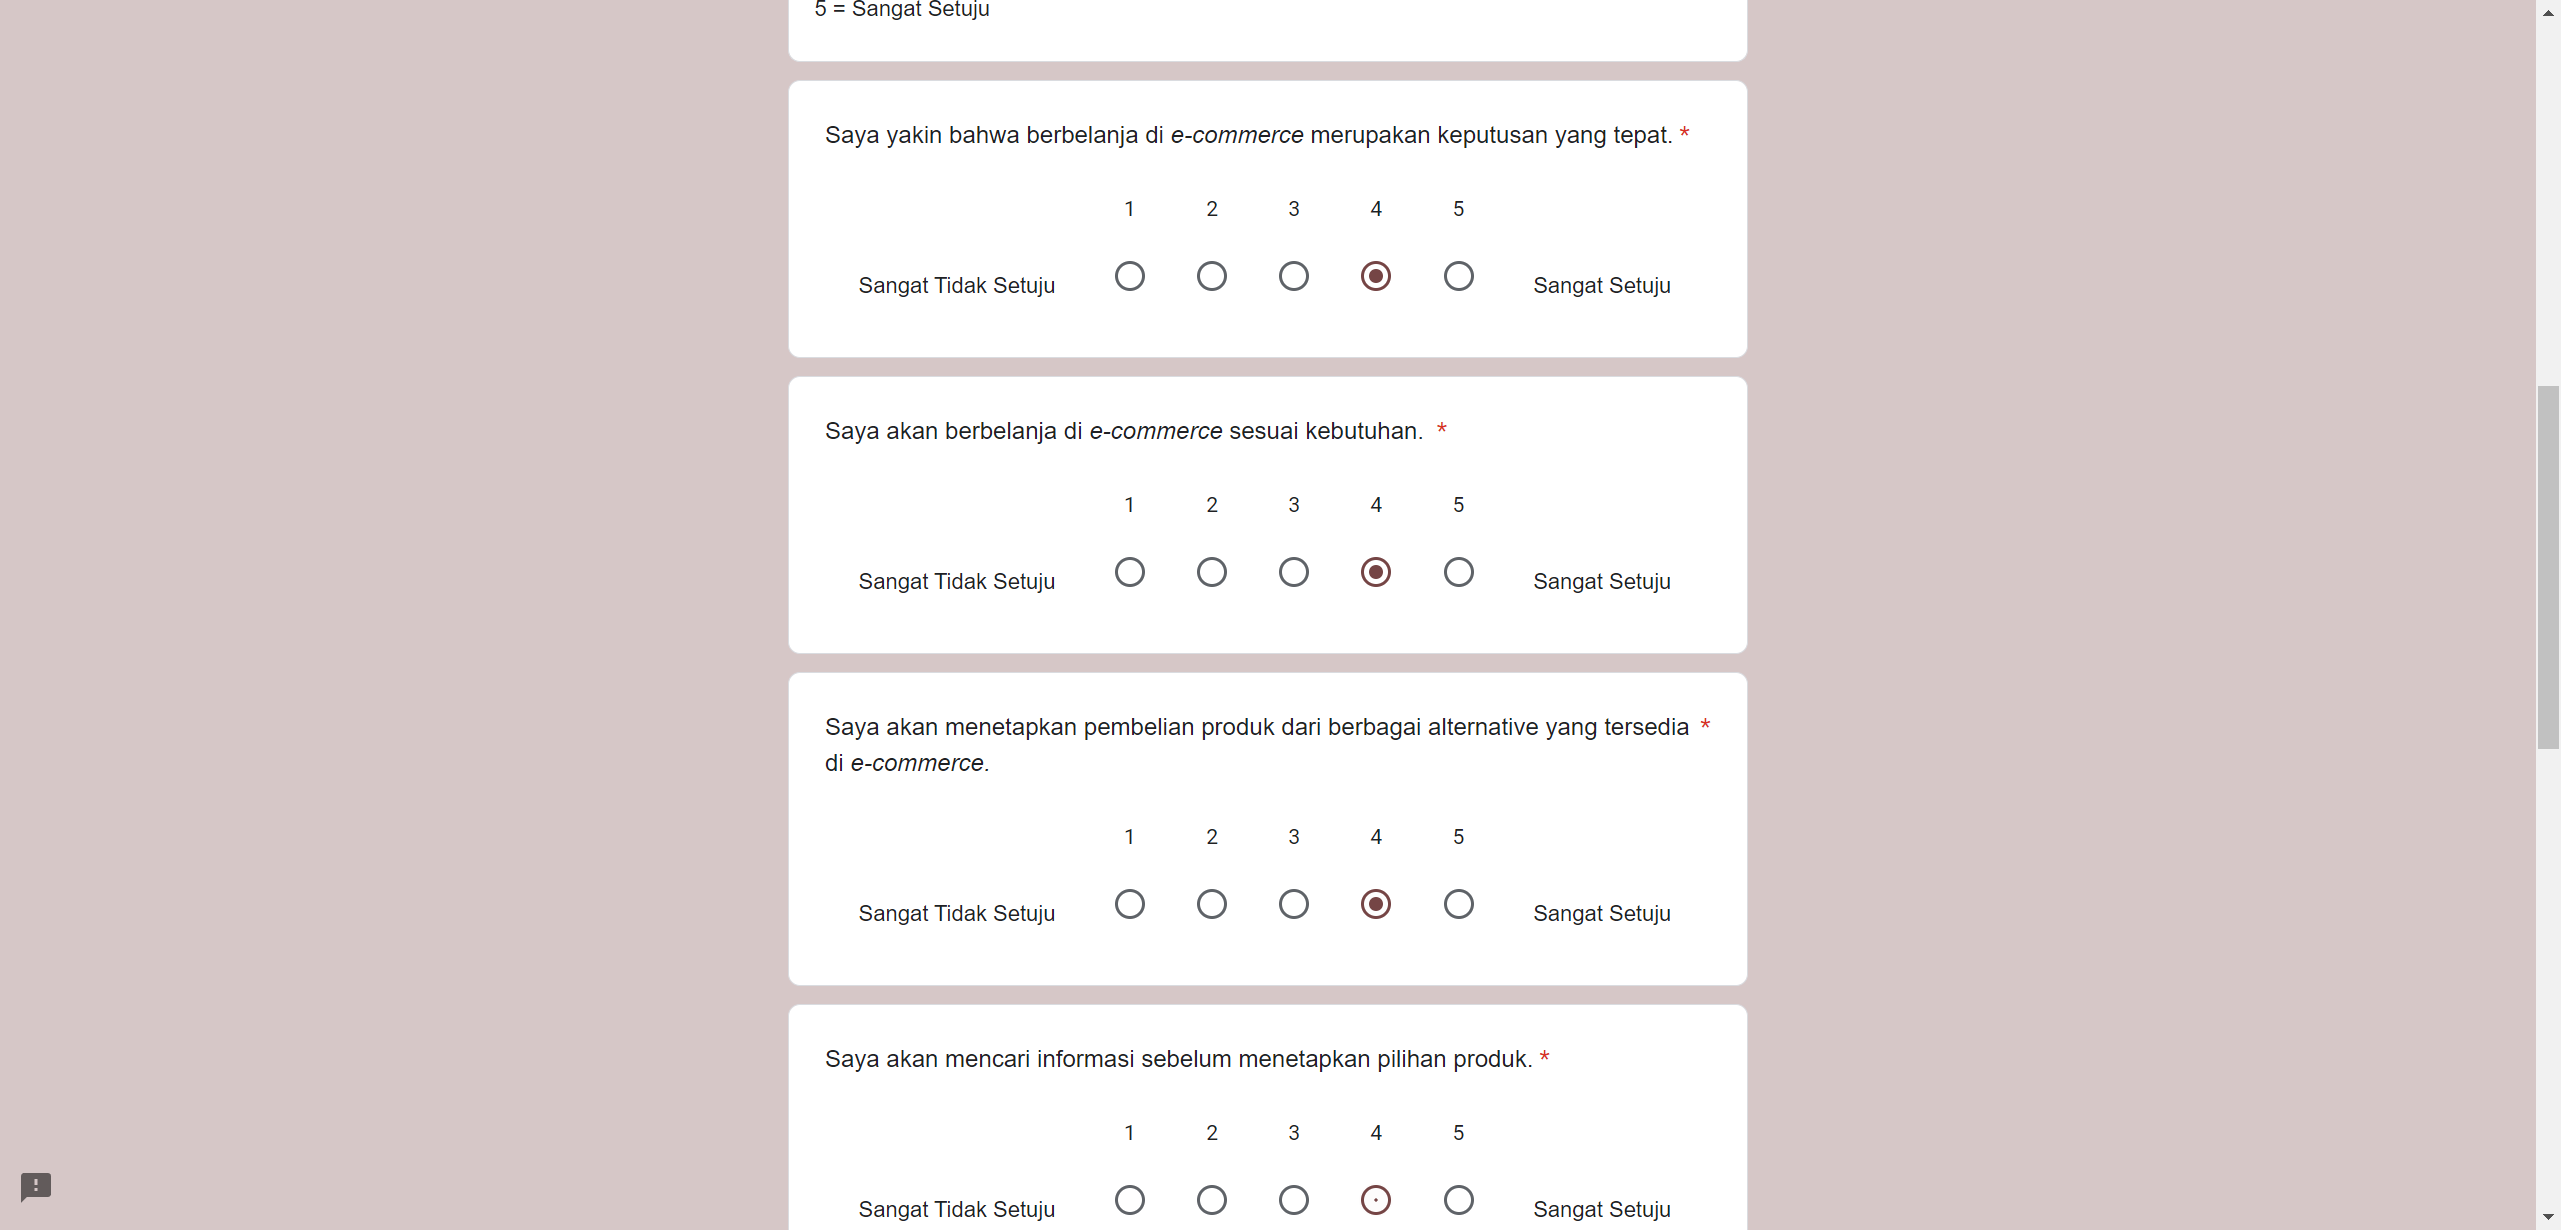 5 = Sangat Setuju
Saya yakin bahwa berbelanja di e-commerce merupakan keputusan yang tepat. *
1 2 3 4 5
Sangat Tidak Setuju Sangat Setuju
Saya akan berbelanja di e-commerce sesuai kebutuhan. *
1 2 3 4 5
Sangat Tidak Setuju Sangat Setuju
Saya akan menetapkan pembelian produk dari berbagai alternative yang tersedia *
di e-commerce.
1 2 3 4 5
Sangat Tidak Setuju Sangat Setuju
Saya akan mencari informasi sebelum menetapkan pilihan produk. *
1 2 3 4 5
Sangat Tidak Setuju Sangat Setuju